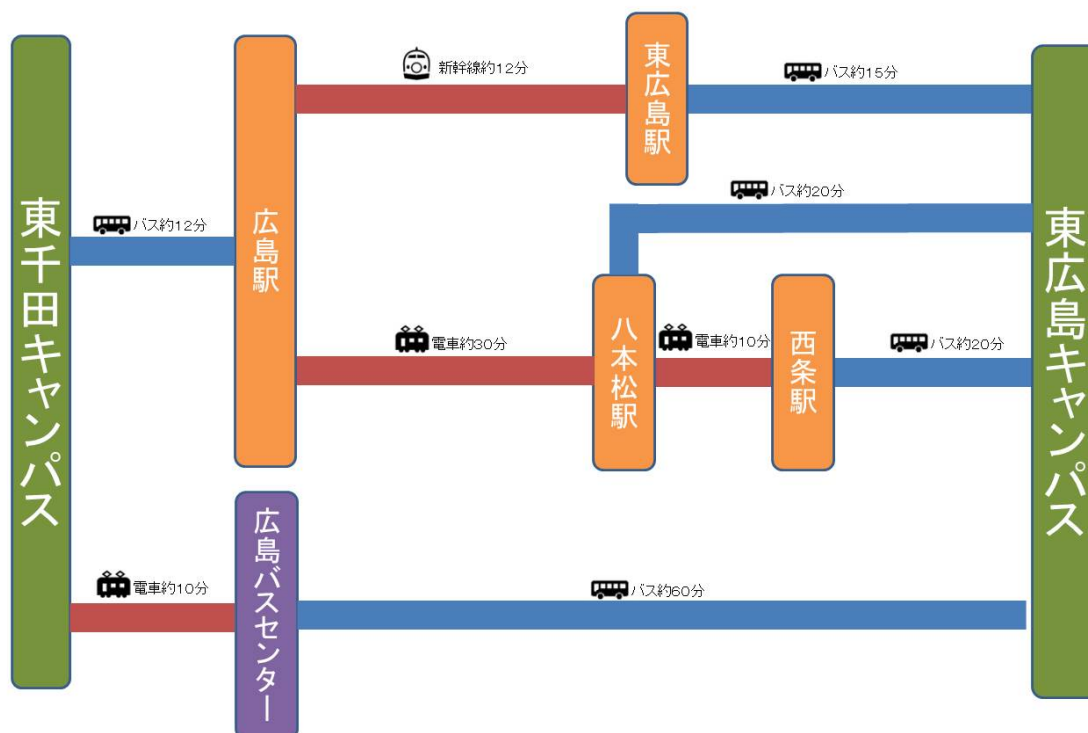 東千田キャンパス
バス約12分
広島駅
新幹線約12分
東広島駅
バス約15分
バス約20分
電車約30分
八本松駅
電車約10分
西条駅
バス約20分
東広島キャンパス
電車約10分
広島バスセンター
バス約60分